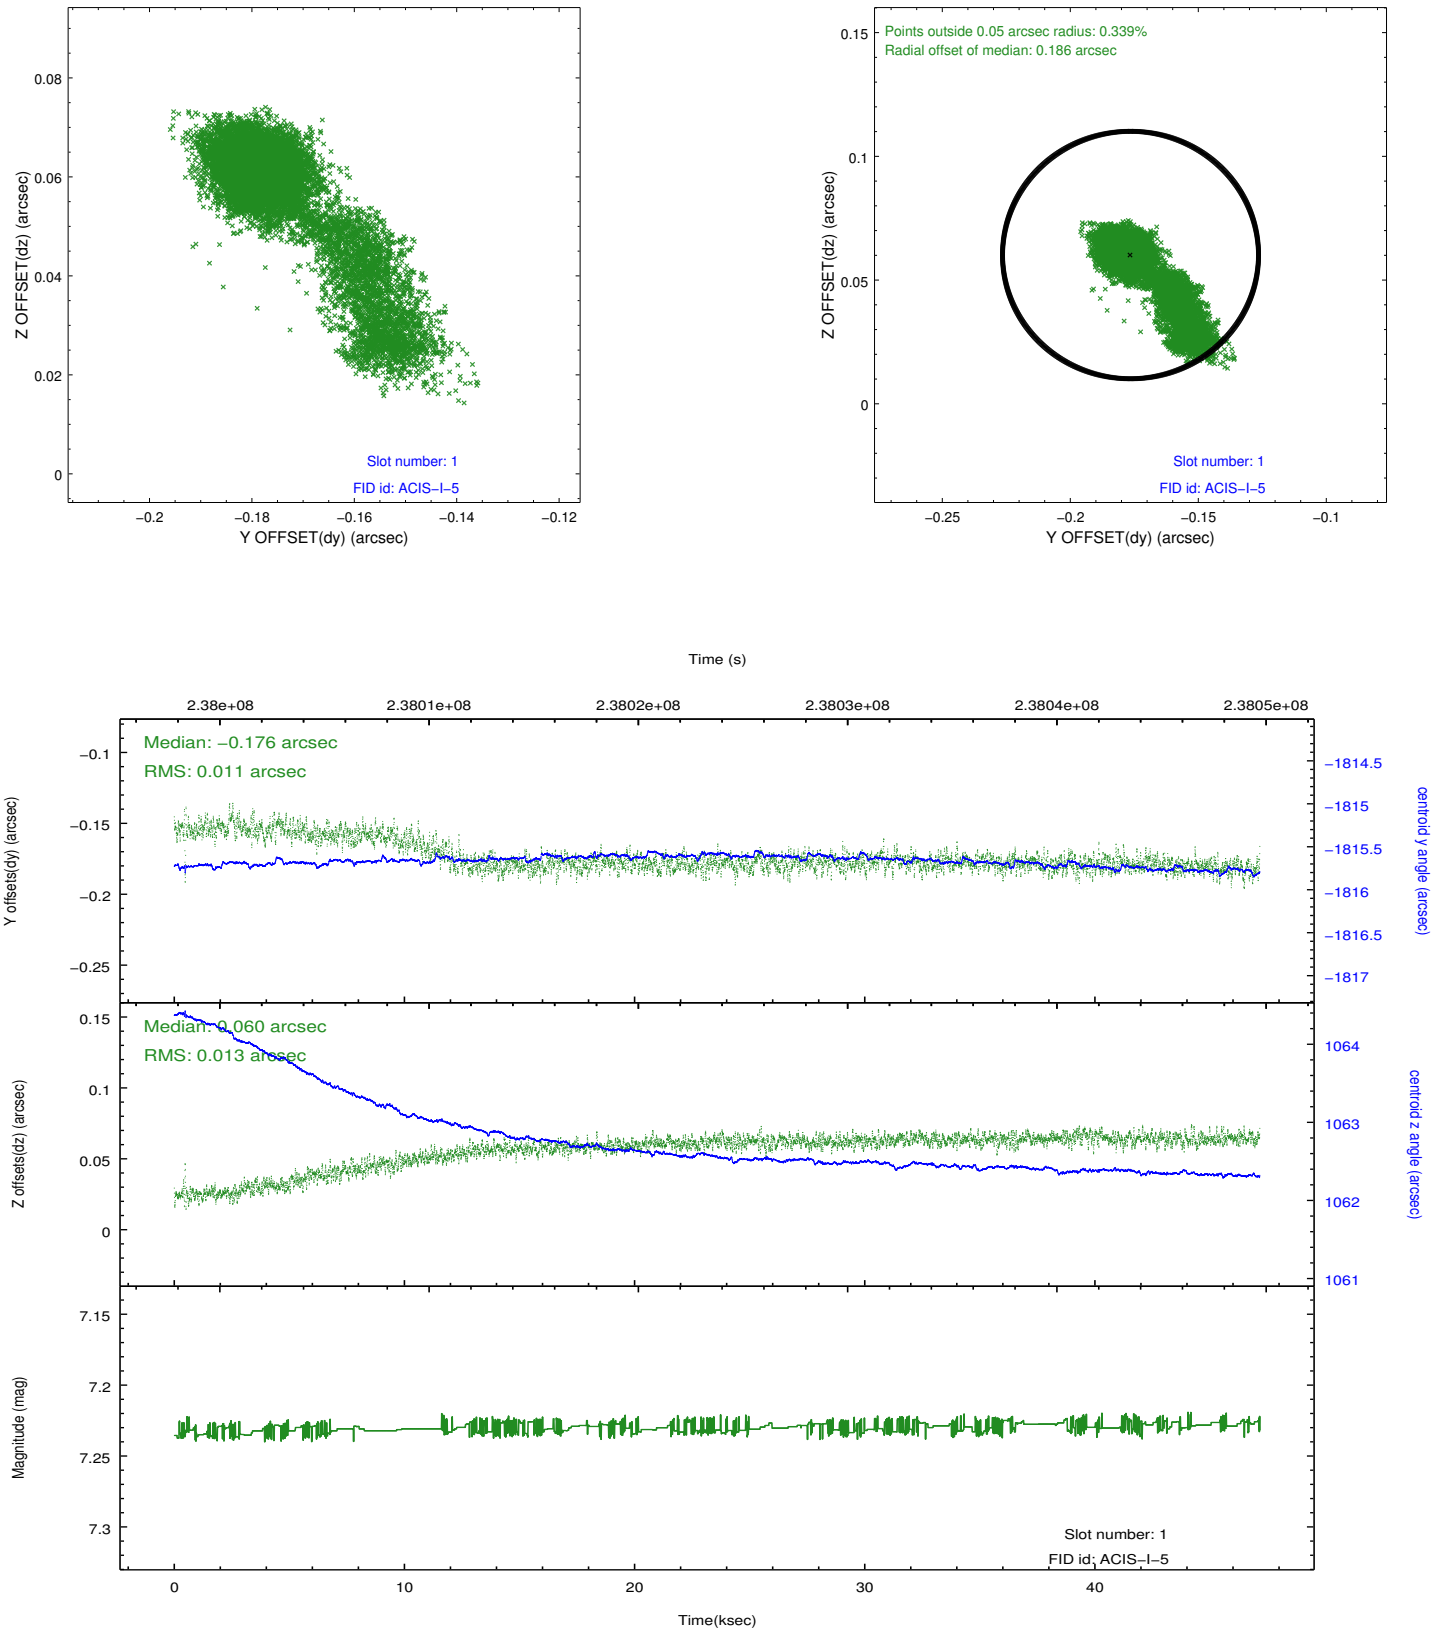 0.08
0.06
0.04
0.02
0
Z OFFSET(dz) (arcsec)
Slot number: 1
FID id: ACIS−I−5
−0.2
−0.18
−0.16
−0.14
−0.12
Y OFFSET(dy) (arcsec)
Points outside 0.05 arcsec radius: 0.339%
Radial offset of median: 0.186 arcsec
0.15
0.1
0.05
0
Z OFFSET(dz) (arcsec)
Slot number: 1
FID id: ACIS−I−5
−0.25
−0.2
−0.15
−0.1
Y OFFSET(dy) (arcsec)
Time (s)
2.38e+08
2.3801e+08
2.3802e+08
2.3803e+08
2.3804e+08
2.3805e+08
Median: −0.176 arcsec
RMS: 0.011 arcsec
−0.1
−0.15
−0.2
−0.25
Y offsets(dy) (arcsec)
−1814.5
−1815
−1815.5
−1816
−1816.5
−1817
centroid y angle (arcsec)
Median: 0.060 arcsec
RMS: 0.013 arcsec
0.15
0.1
0.05
0
Z offsets(dz) (arcsec)
1064
1063
1062
1061
centroid z angle (arcsec)
7.15
7.2
7.25
7.3
Magnitude (mag)
Slot number: 1
FID id: ACIS−I−5
0
10
20
30
40
Time(ksec)